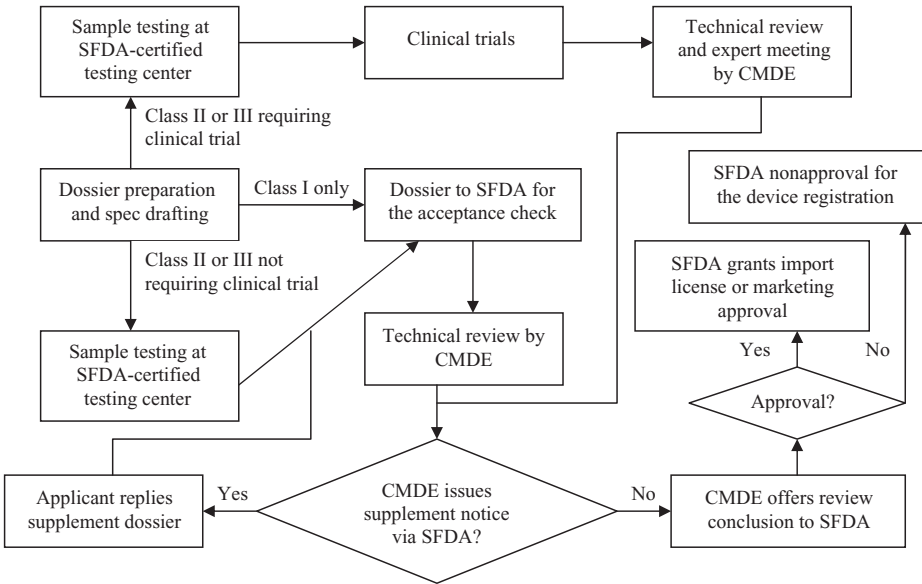 Sample testing at
SFDA-certified
testing center
Clinical trials
Technical review
and expert meeting
by CMDE
Class II or III requiring
clinical trial
SFDA nonapproval for
the device registration
Dossier preparation
and spec drafting
Class I only
Dossier to SFDA for
the acceptance check
Class II or III not
requiring clinical trial
SFDA grants import
license or marketing
approval
Sample testing at
SFDA-certified
testing center
Technical review by
CMDE
Yes
No
Approval?
Applicant replies
supplement dossier
Yes
CMDE issues
supplement notice
via SFDA?
No
CMDE offers review
conclusion to SFDA